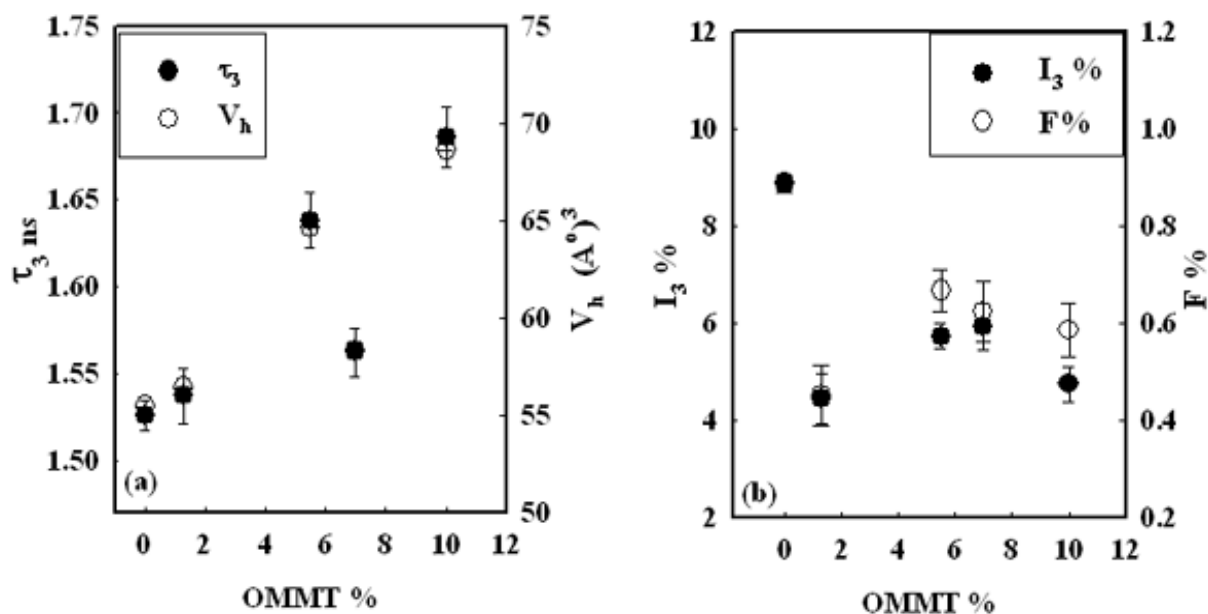 1.75
1.70
1.65
1.60
1.55
1.50
τ₃ ns
τ₃
Vₕ
(a)
0 2 4 6 8 10 12
OMMT %
75
70
65
60
55
50
Vₕ (A°)³
12
10
8
6
4
2
I₃ %
I₃ %
F%
(b)
0 2 4 6 8 10 12
OMMT %
1.2
1.0
0.8
0.6
0.4
0.2
F %